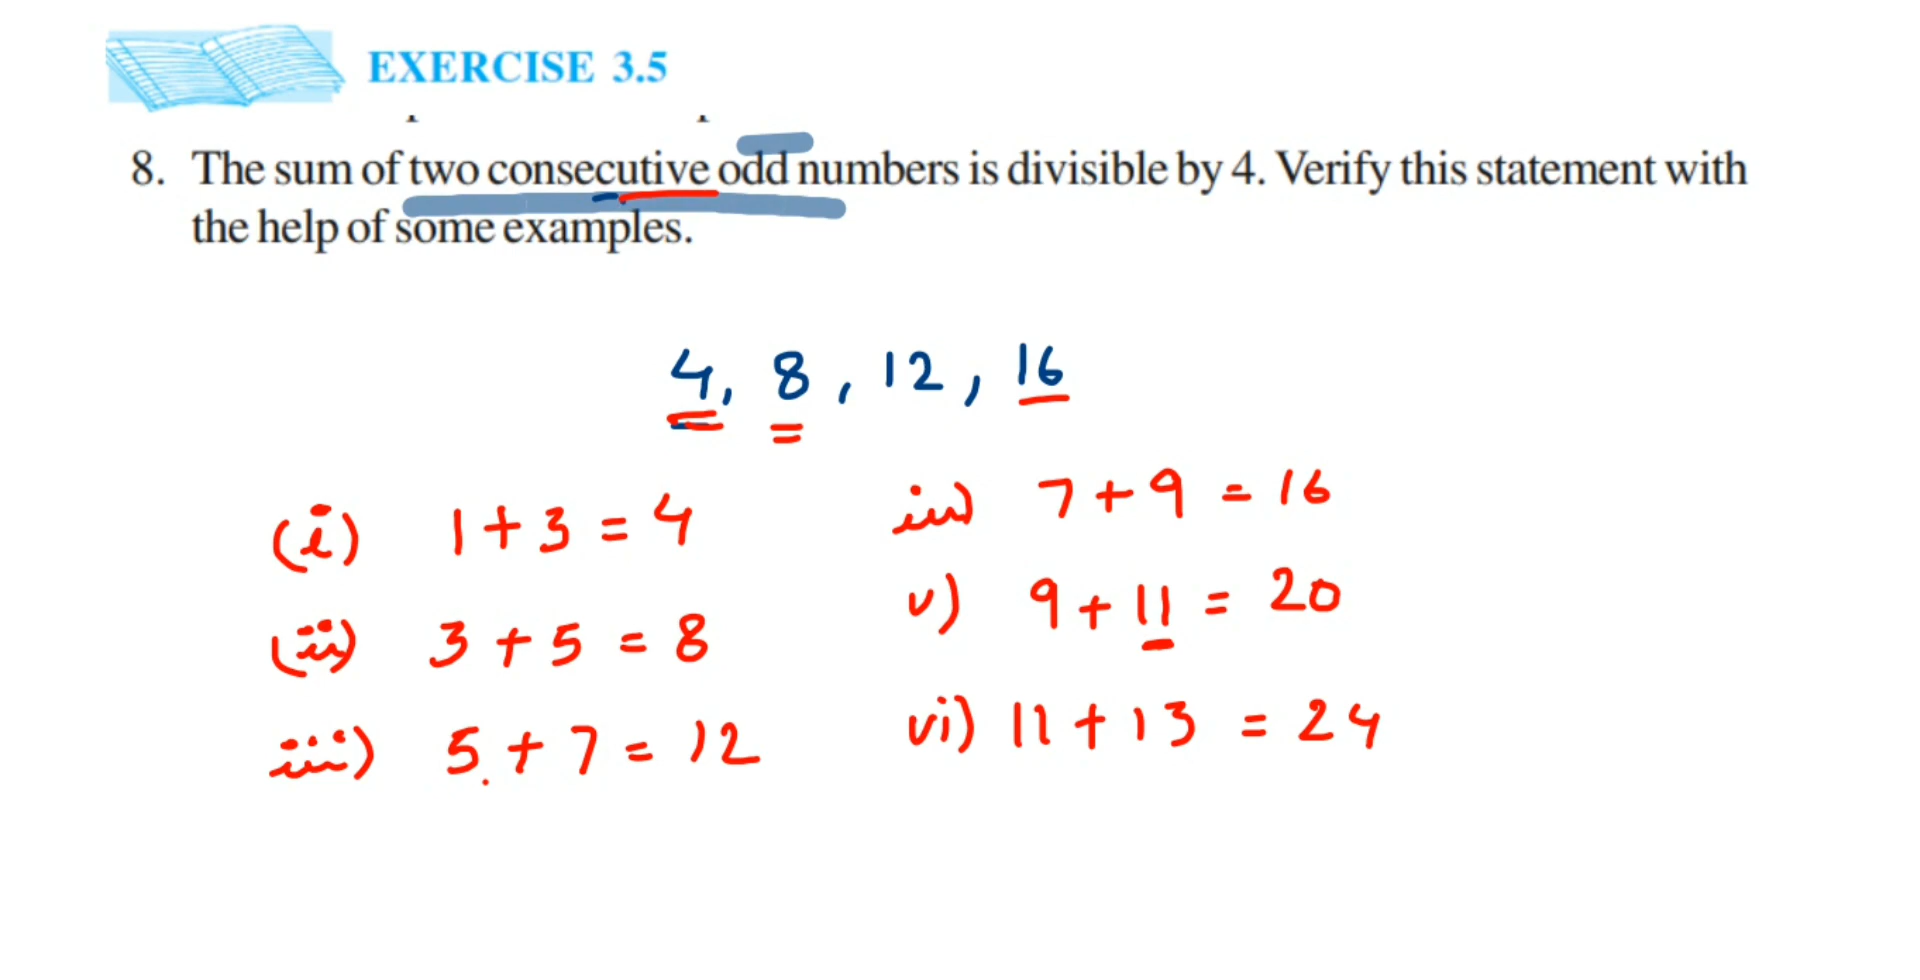 EXERCISE 3.5
8. The sum of two consecutive odd numbers is divisible by 4. Verify this statement with
the help of some examples.
4, 8, 12, 16
(i) 1 + 3 = 4
(ii) 3 + 5 = 8
iii) 5 + 7 = 12
iv) 7 + 9 = 16
v) 9 + 11 = 20
vi) 11 + 13 = 24